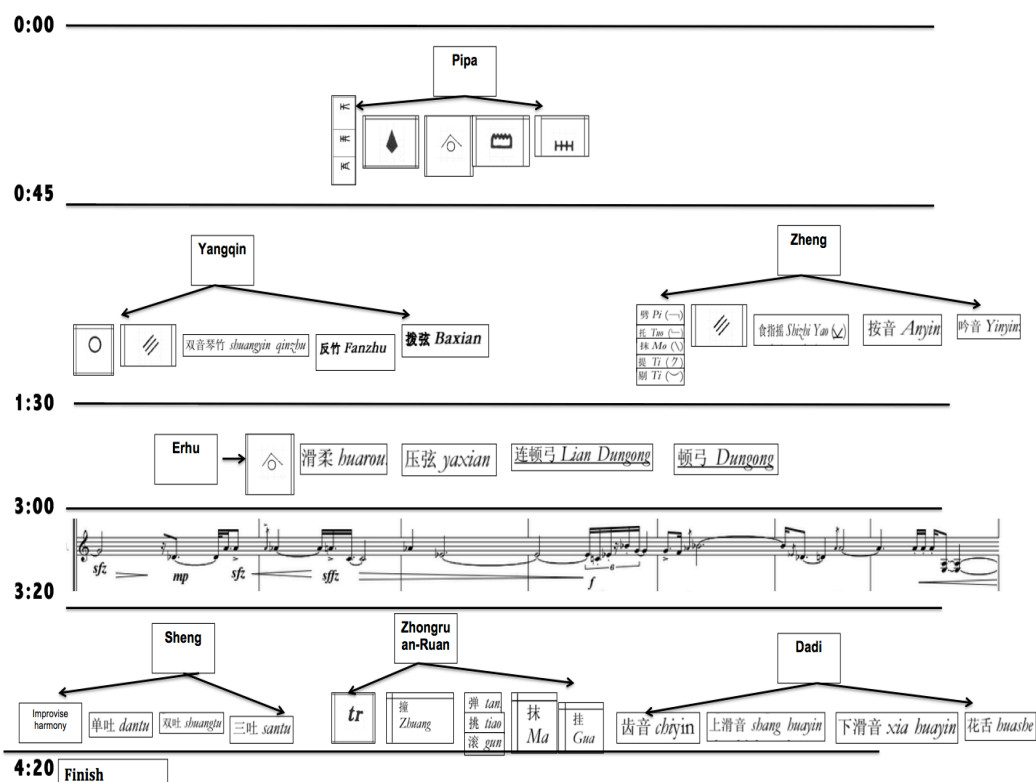 0:00
Pipa
0:45
Yangqin
Zheng
双音琴竹 shuangyin qinzhu
反竹 Fanzhu
拨弦 Baxian
劈 Pi (﹁)
托 Tuo (﹂)
抹 Mo (\)
提 Ti
剔 Ti
食指摇 Shizhi Yao
按音 Anyin
吟音 Yinyin
1:30
Erhu
滑柔 huarou
压弦 yaxian
连顿弓 Lian Dungong
顿弓 Dungong
3:00
sfz
mp
sfz
sffz
6
f
3:20
Sheng
Zhongru
an-Ruan
Dadi
Improvise
harmony
单吐 dantu
双吐 shuangtu
三吐 santu
tr
撞
Zhuang
弹 tan
挑 tiao
滚 gun
抹
Ma
挂
Gua
齿音 chiyin
上滑音 shang huayin
下滑音 xia huayin
花舌 huashe
4:20
Finish